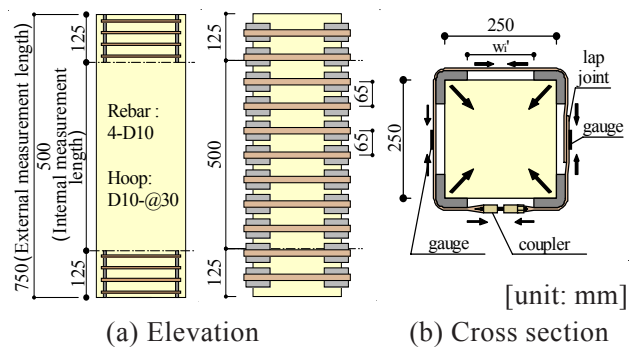 750(External measurement length)
125
500
(Internal measurement
length)
125
Rebar :
4-D10
Hoop:
D10-@30
125
500
125
65
65
(a) Elevation
250
wᵢ'
250
lap
joint
gauge
gauge
coupler
[unit: mm]
(b) Cross section